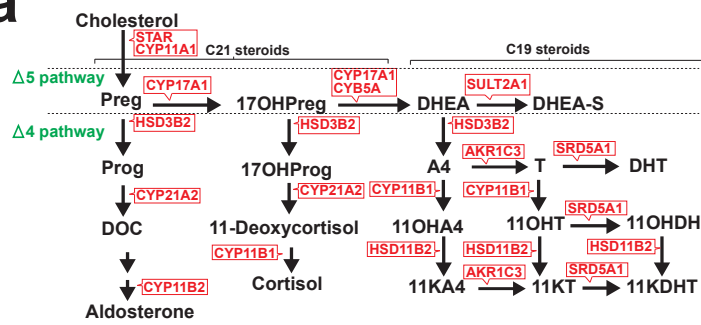 a
Cholesterol
STAR
CYP11A1
C21 steroids
C19 steroids
Δ5 pathway
CYP17A1
CYP17A1
CYB5A
SULT2A1
Preg
17OHPreg
DHEA
DHEA-S
Δ4 pathway
HSD3B2
HSD3B2
HSD3B2
AKR1C3
SRD5A1
Prog
17OHProg
A4
T
DHT
CYP21A2
CYP21A2
CYP11B1
CYP11B1
SRD5A1
DOC
11-Deoxycortisol
11OHA4
11OHT
11OHDH
CYP11B1
HSD11B2
HSD11B2
HSD11B2
AKR1C3
SRD5A1
Cortisol
11KA4
11KT
11KDHT
CYP11B2
Aldosterone